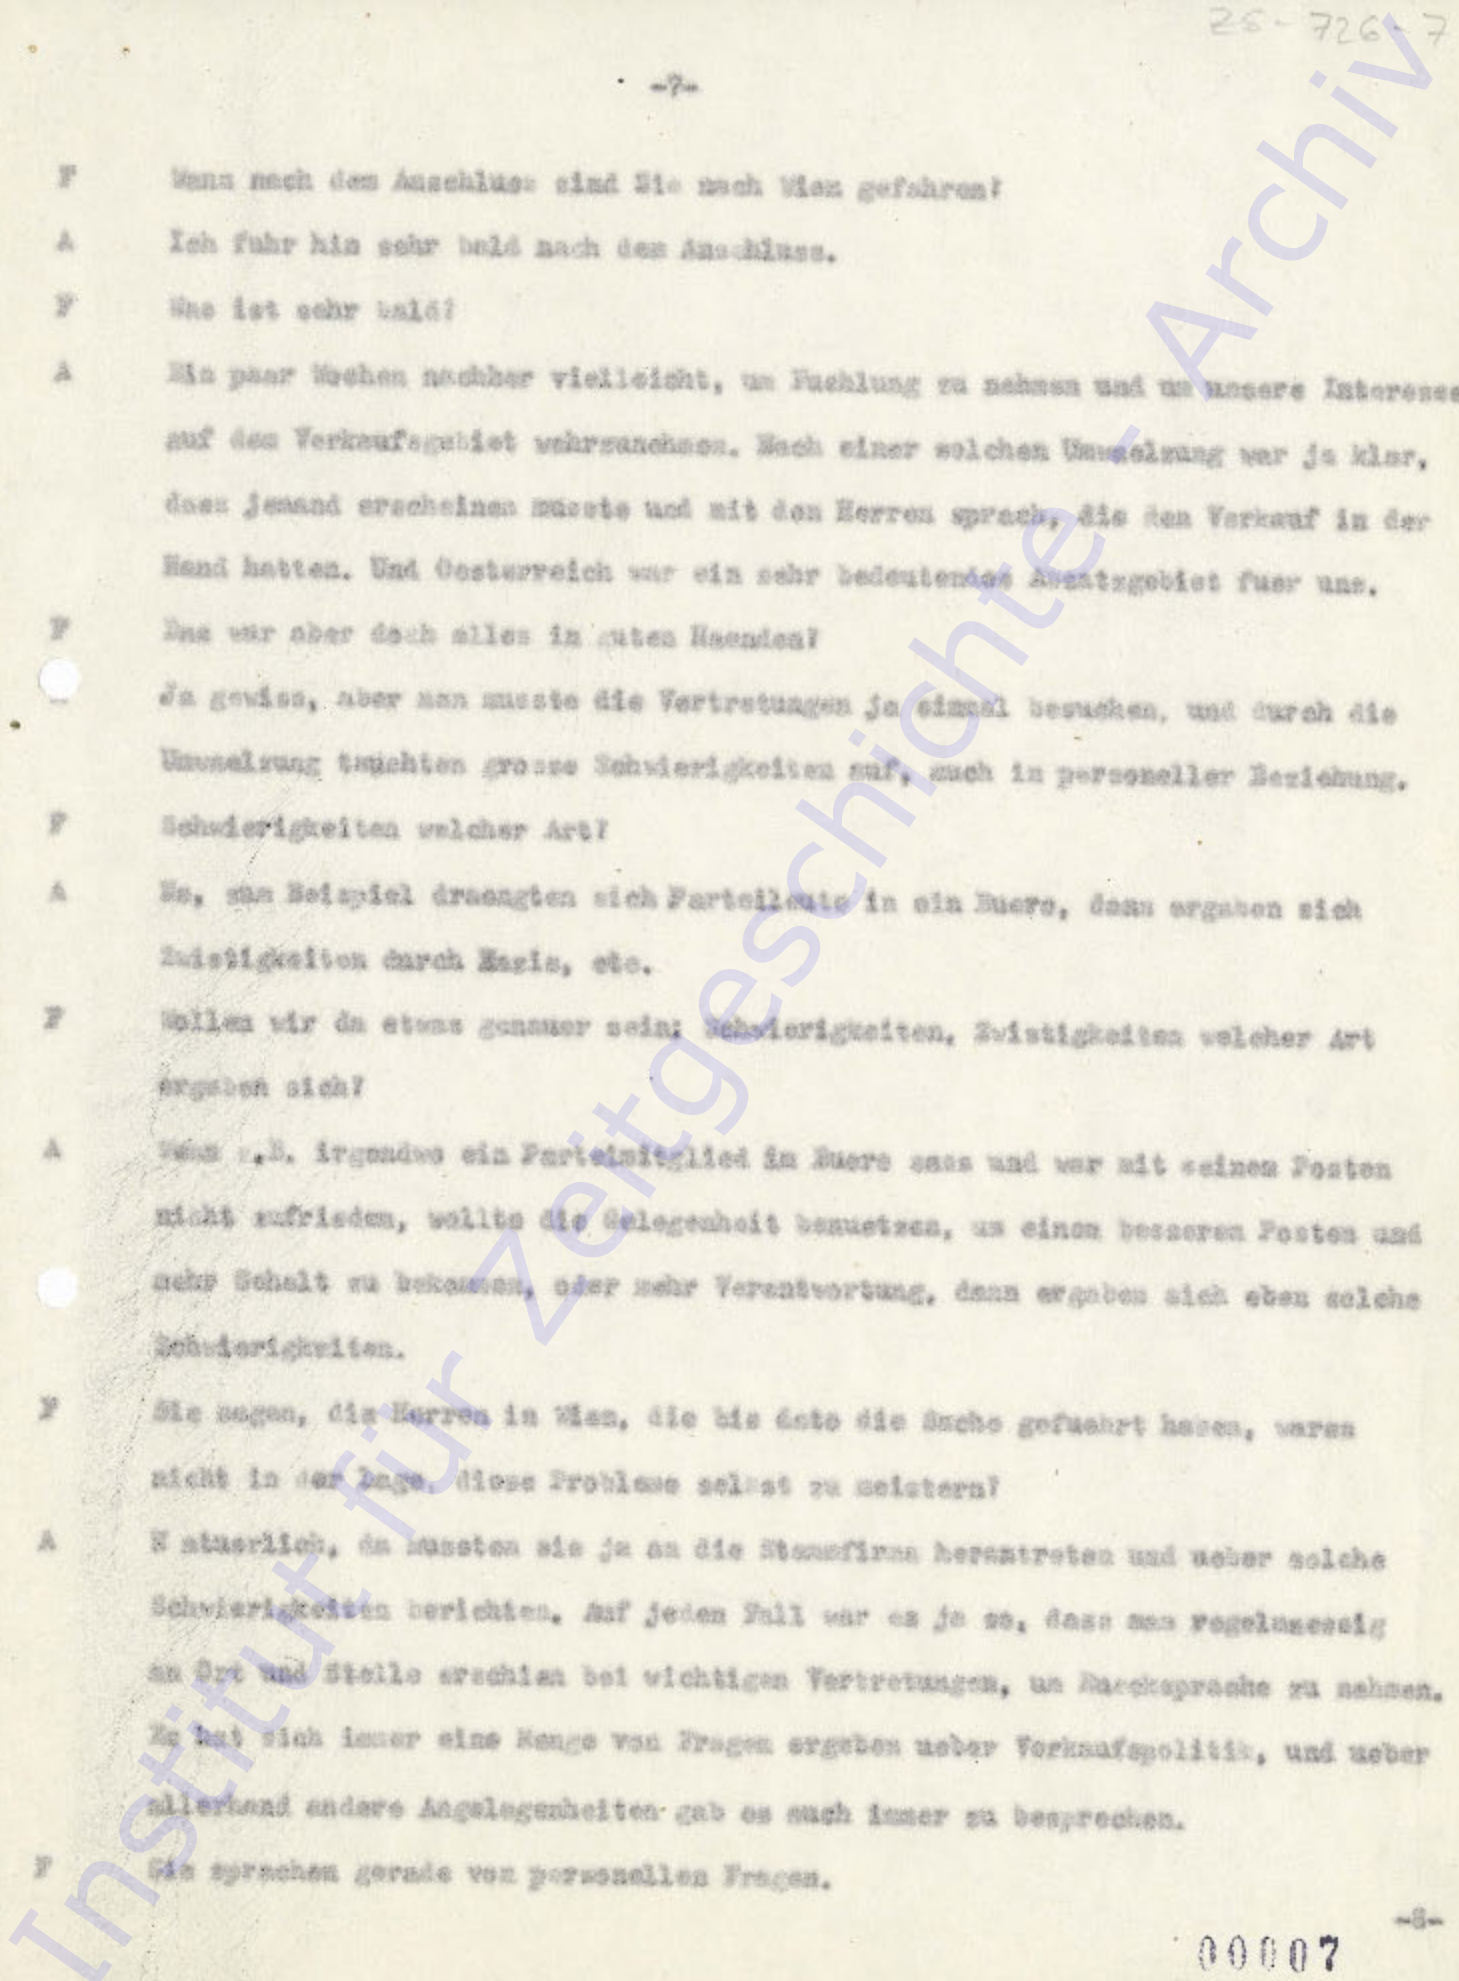 ZS-726-7
-7-
F Wann nach dem Anschluss sind Sie nach Wien gefahren?
A Ich fuhr hin sehr bald nach dem Anschluss.
F Was ist sehr bald?
A Ein paar Wochen nachher vielleicht, um Fuehlung zu nehmen und um unsere Interesse
auf dem Verkaufsgebiet wahrzunehmen. Nach einer solchen Umwaelzung war ja klar,
dass jemand erscheinen musste und mit den Herren sprach, die den Verkauf in der
Hand hatten. Und Oesterreich war ein sehr bedeutendes Absatzgebiet fuer uns.
F Das war aber doch alles in guten Haenden?
Ja gewiss, aber man musste die Vertretungen ja einmal besuchen, und durch die
Umwaelzung tauchten grosse Schwierigkeiten auf, auch in personeller Beziehung.
F Schwierigkeiten welcher Art?
A Na, zum Beispiel draengten sich Parteileute in ein Buero, dann ergaben sich
Zwistigkeiten durch Nazis, etc.
F Wollen wir da etwas genauer sein: Schwierigkeiten, Zwistigkeiten welcher Art
ergaben sich?
A Wenn z.B. irgendwo ein Parteimitglied im Buero sass und war mit seinem Posten
nicht zufrieden, wollte die Gelegenheit benuetzen, um einen besseren Posten und
mehr Gehalt zu bekommen, oder mehr Verantwortung, dann ergaben sich eben solche
Schwierigkeiten.
F Sie sagen, die Herren in Wien, die bis dato die Sache gefuehrt haben, waren
nicht in der Lage, diese Probleme selbst zu meistern?
A N atuerlich, da mussten sie ja an die Stammfirma herantreten und ueber solche
Schwierigkeiten berichten. Auf jeden Fall war es ja so, dass man regelmaessig
an Ort und Stelle erschien bei wichtigen Vertretungen, um Ruecksprache zu nehmen.
Es hat sich immer eine Menge von Fragen ergeben ueber Verkaufspolitik, und ueber
allerhand andere Angelegenheiten gab es auch immer zu besprechen.
F Sie sprachen gerade von personellen Fragen.
-8-
00007
Institut für Zeitgeschichte - Archiv